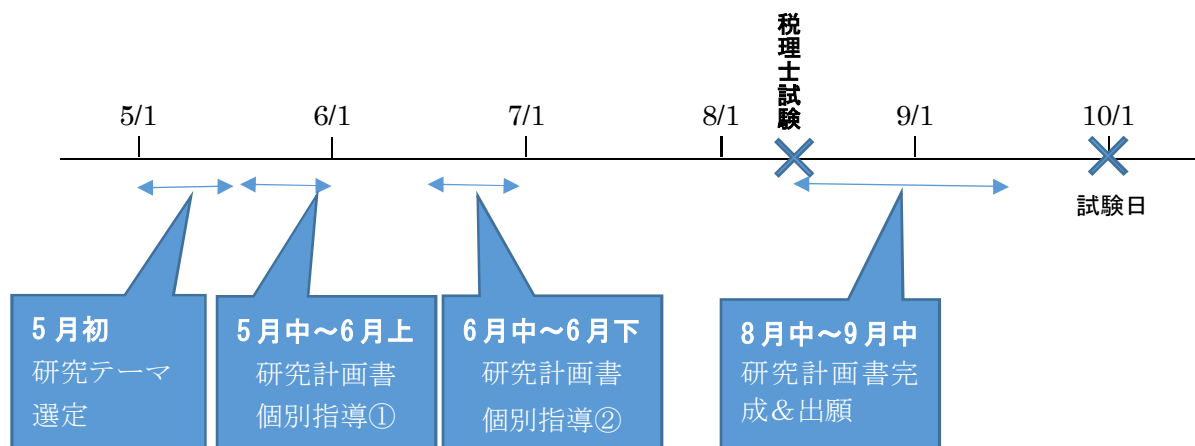 税理士試験
5/1
6/1
7/1
8/1
9/1
10/1
試験日
5月初
研究テーマ
選定
5月中～6月上
研究計画書
個別指導①
6月中～6月下
研究計画書
個別指導②
8月中～9月中
研究計画書完
成＆出願